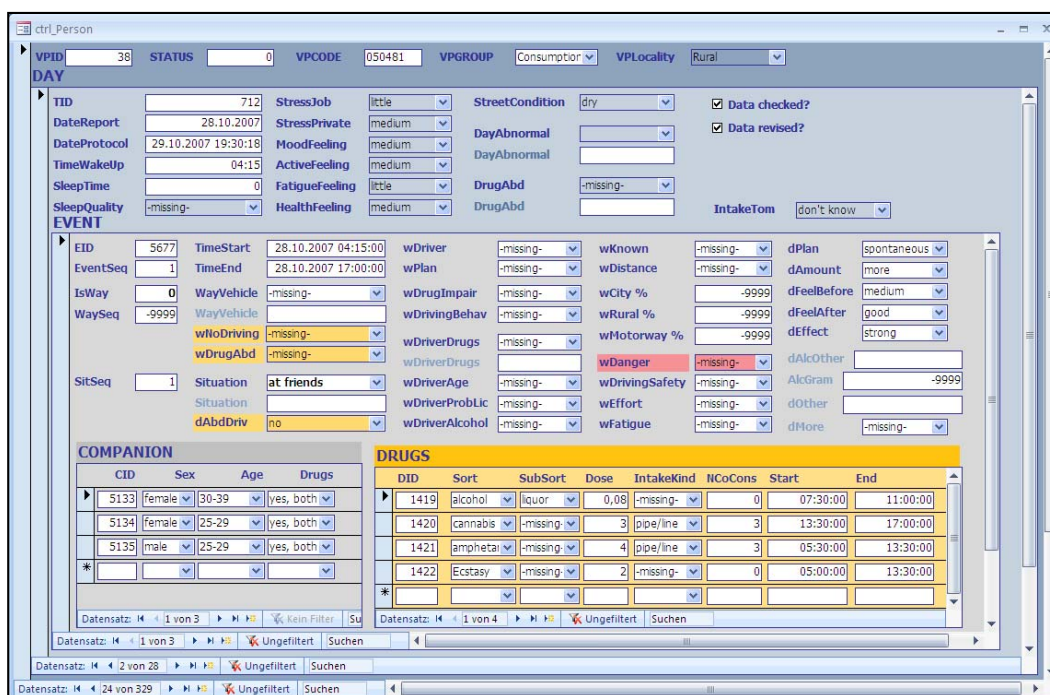 ctrl_Person
VPID 38 STATUS 0 VPCODE 050481 VPGROUP Consumption VPLocality Rural
DAY
TID 712 StressJob little StreetCondition dry Data checked?
DateReport 28.10.2007 StressPrivate medium Data revised?
DateProtocol 29.10.2007 19:30:18 MoodFeeling medium DayAbnormal
TimeWakeUp 04:15 ActiveFeeling medium DayAbnormal
SleepTime 0 FatigueFeeling little DrugAbd -missing-
SleepQuality -missing- HealthFeeling medium DrugAbd IntakeTom don't know
EVENT
EID 5677 TimeStart 28.10.2007 04:15:00 wDriver -missing- wKnown -missing- dPlan spontaneous
EventSeq 1 TimeEnd 28.10.2007 17:00:00 wPlan -missing- wDistance -missing- dAmount more
IsWay 0 WayVehicle -missing- wDrugImpair -missing- wCity % -9999 dFeelBefore medium
WaySeq -9999 WayVehicle wDrivingBehav -missing- wRural % -9999 dFeelAfter good
wNoDriving -missing- wDriverDrugs -missing- wMotorway % -9999 dEffect strong
wDrugAbd -missing- wDriverDrugs wDanger -missing- dAlcOther
SitSeq 1 Situation at friends wDriverAge -missing- wDrivingSafety -missing- AlcGram -9999
Situation wDriverProbLic -missing- wEffort -missing- dOther
dAbdDriv no wDriverAlcohol -missing- wFatigue -missing- dMore -missing-
COMPANION
CID Sex Age Drugs
5133 female 30-39 yes, both
5134 female 25-29 yes, both
5135 male 25-29 yes, both
*
Datensatz: 1 von 3 Kein Filter Su
DRUGS
DID Sort SubSort Dose IntakeKind NCoCons Start End
1419 alcohol liquor 0,08 -missing- 0 07:30:00 11:00:00
1420 cannabis -missing- 3 pipe/line 3 13:30:00 17:00:00
1421 amphetai -missing- 4 pipe/line 3 05:30:00 13:30:00
1422 Ecstasy -missing- 2 -missing- 0 05:00:00 13:30:00
*
Datensatz: 1 von 4 Ungefiltert Suchen
Datensatz: 1 von 3 Ungefiltert Suchen
Datensatz: 2 von 28 Ungefiltert Suchen
Datensatz: 24 von 329 Ungefiltert Suchen